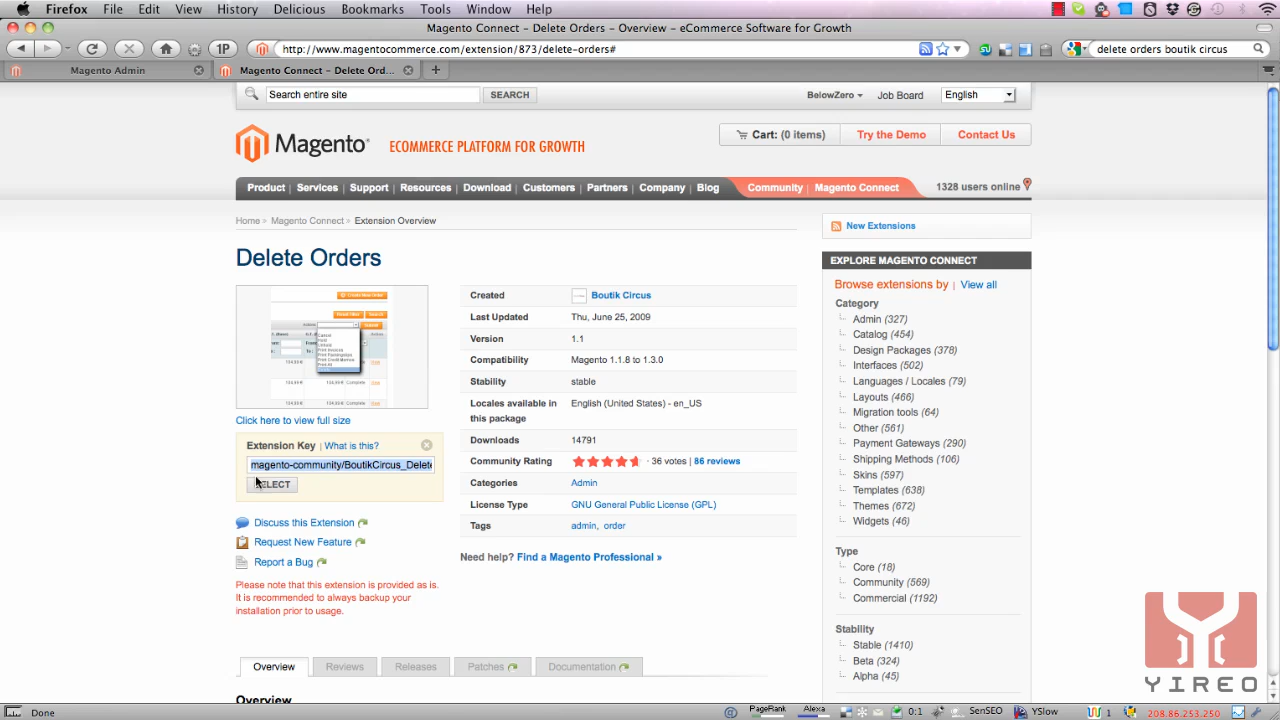 Firefox File Edit View History Delicious Bookmarks Tools Window Help
Magento Connect - Delete Orders - Overview - eCommerce Software for Growth
1P http://www.magentocommerce.com/extension/873/delete-orders# delete orders boutik circus
Magento Admin Magento Connect - Delete Ord...
Search entire site SEARCH BelowZero Job Board English
Magento® ECOMMERCE PLATFORM FOR GROWTH Cart: (0 items) Try the Demo Contact Us
Product | Services | Support | Resources | Download | Customers | Partners | Company | Blog Community | Magento Connect 1328 users online
Home » Magento Connect » Extension Overview
New Extensions
Delete Orders
Created Boutik Circus
Last Updated Thu, June 25, 2009
Version 1.1
Compatibility Magento 1.1.8 to 1.3.0
Stability stable
Locales available in this package English (United States) - en_US
Downloads 14791
Community Rating · 36 votes | 86 reviews
Categories Admin
License Type GNU General Public License (GPL)
Tags admin, order
Need help? Find a Magento Professional »
Click here to view full size
Extension Key | What is this?
magento-community/BoutikCircus_Delete
Discuss this Extension
Request New Feature
Report a Bug
Please note that this extension is provided as is.
It is recommended to always backup your
installation prior to usage.
Overview Reviews Releases Patches Documentation
Overview
EXPLORE MAGENTO CONNECT
Browse extensions by | View all
Category
Admin (327)
Catalog (454)
Design Packages (378)
Interfaces (502)
Languages / Locales (79)
Layouts (466)
Migration tools (64)
Other (561)
Payment Gateways (290)
Shipping Methods (106)
Skins (597)
Templates (638)
Themes (672)
Widgets (46)
Type
Core (18)
Community (569)
Commercial (1192)
Stability
Stable (1410)
Beta (324)
Alpha (45)
YIREO
Done PageRank Alexa 0:1 SenSEO YSlow 1 208.86.253.250